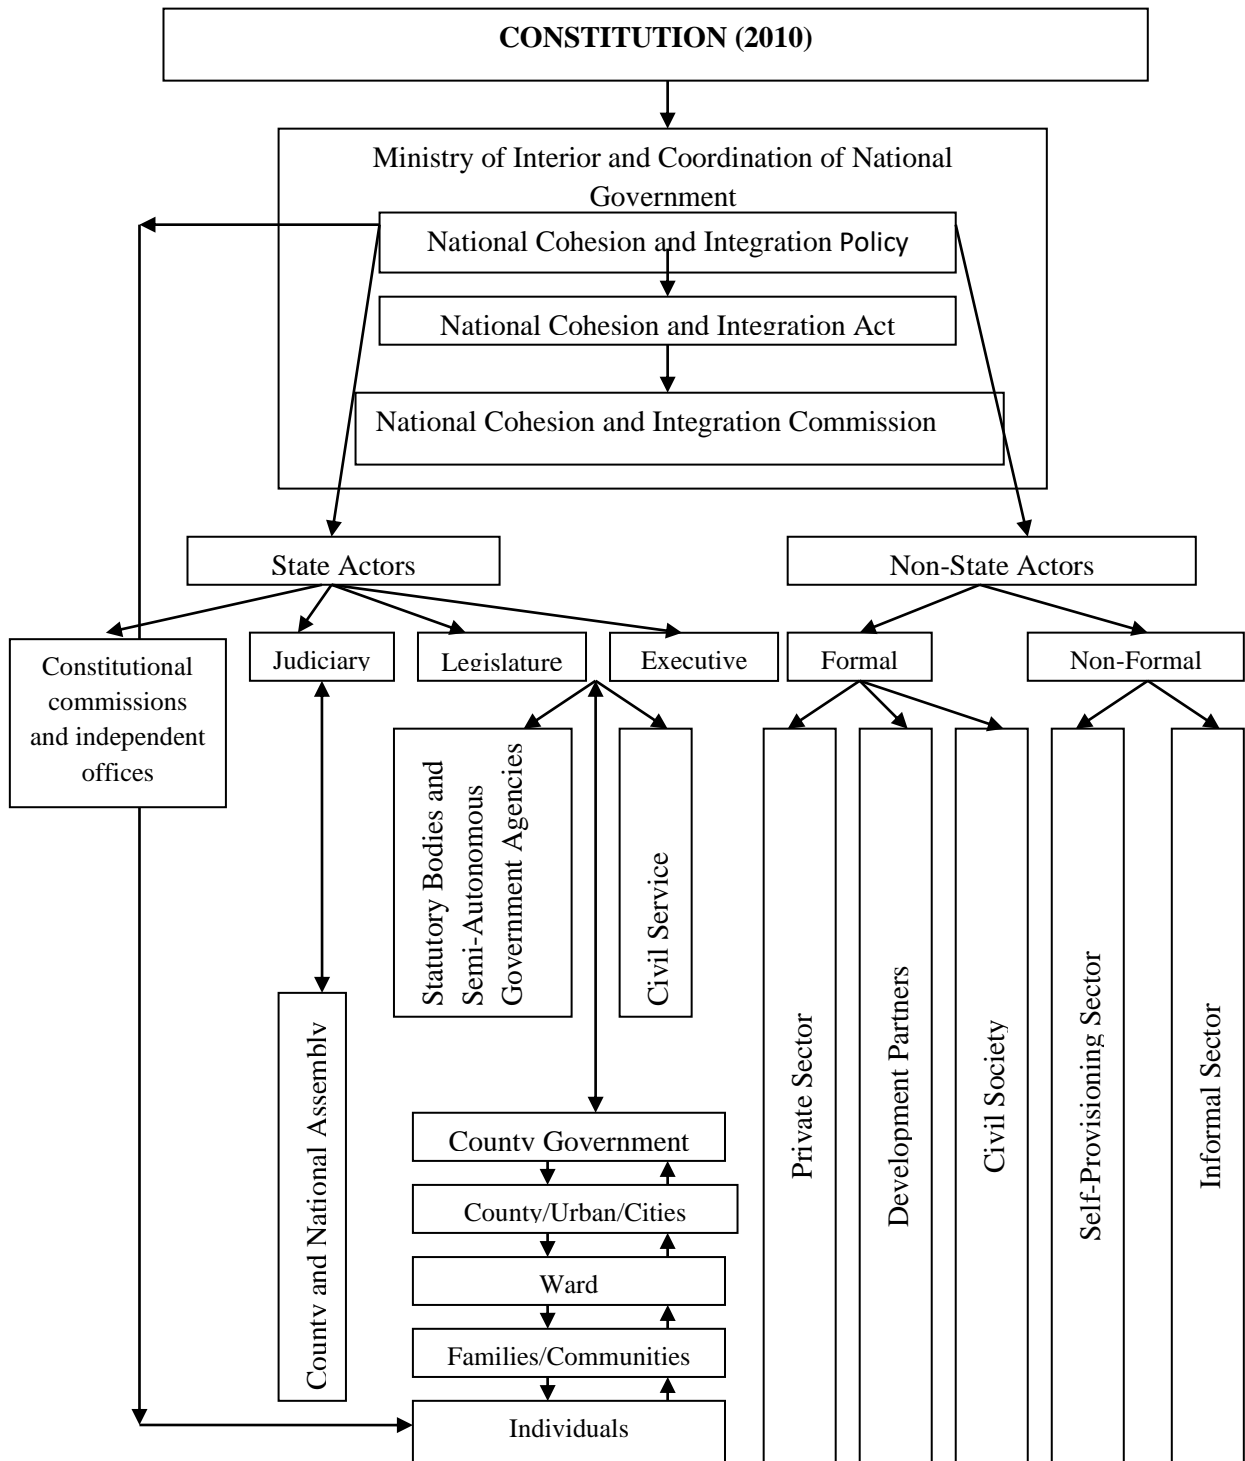 CONSTITUTION (2010)
Ministry of Interior and Coordination of National
Government
National Cohesion and Integration Policy
National Cohesion and Integration Act
National Cohesion and Integration Commission
State Actors
Non-State Actors
Constitutional
commissions
and independent
offices
Judiciary
Legislature
Executive
Formal
Non-Formal
Statutory Bodies and
Semi-Autonomous
Government Agencies
Civil Service
County and National Assembly
Private Sector
Development Partners
Civil Society
Self-Provisioning Sector
Informal Sector
County Government
County/Urban/Cities
Ward
Families/Communities
Individuals